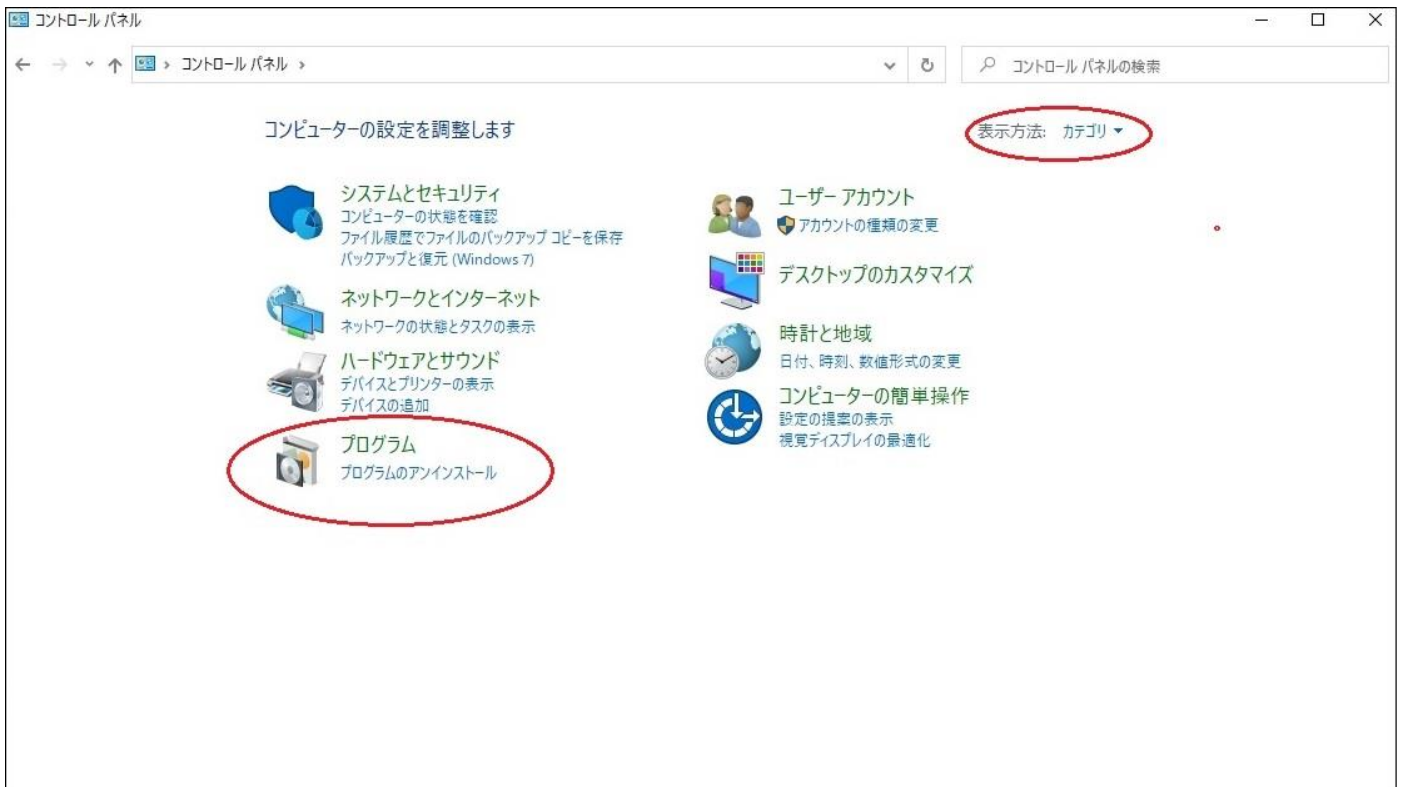 コントロール パネル
コントロール パネル
コントロール パネルの検索
コンピューターの設定を調整します
表示方法: カテゴリ
システムとセキュリティ
コンピューターの状態を確認
ファイル履歴でファイルのバックアップ コピーを保存
バックアップと復元 (Windows 7)
ネットワークとインターネット
ネットワークの状態とタスクの表示
ハードウェアとサウンド
デバイスとプリンターの表示
デバイスの追加
プログラム
プログラムのアンインストール
ユーザー アカウント
アカウントの種類の変更
デスクトップのカスタマイズ
時計と地域
日付、時刻、数値形式の変更
コンピューターの簡単操作
設定の提案の表示
視覚ディスプレイの最適化